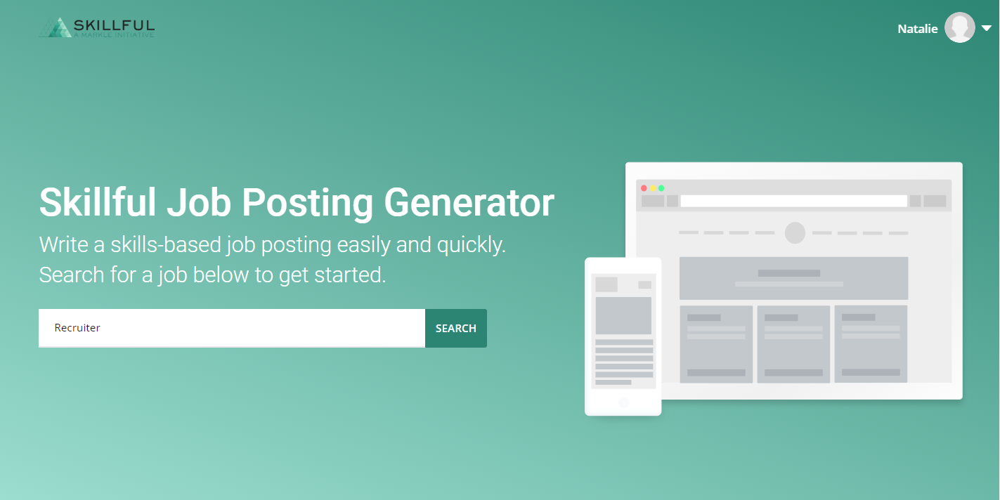 SKILLFUL
A MARKLE INITIATIVE
Natalie
Skillful Job Posting Generator
Write a skills-based job posting easily and quickly.
Search for a job below to get started.
Recruiter
SEARCH